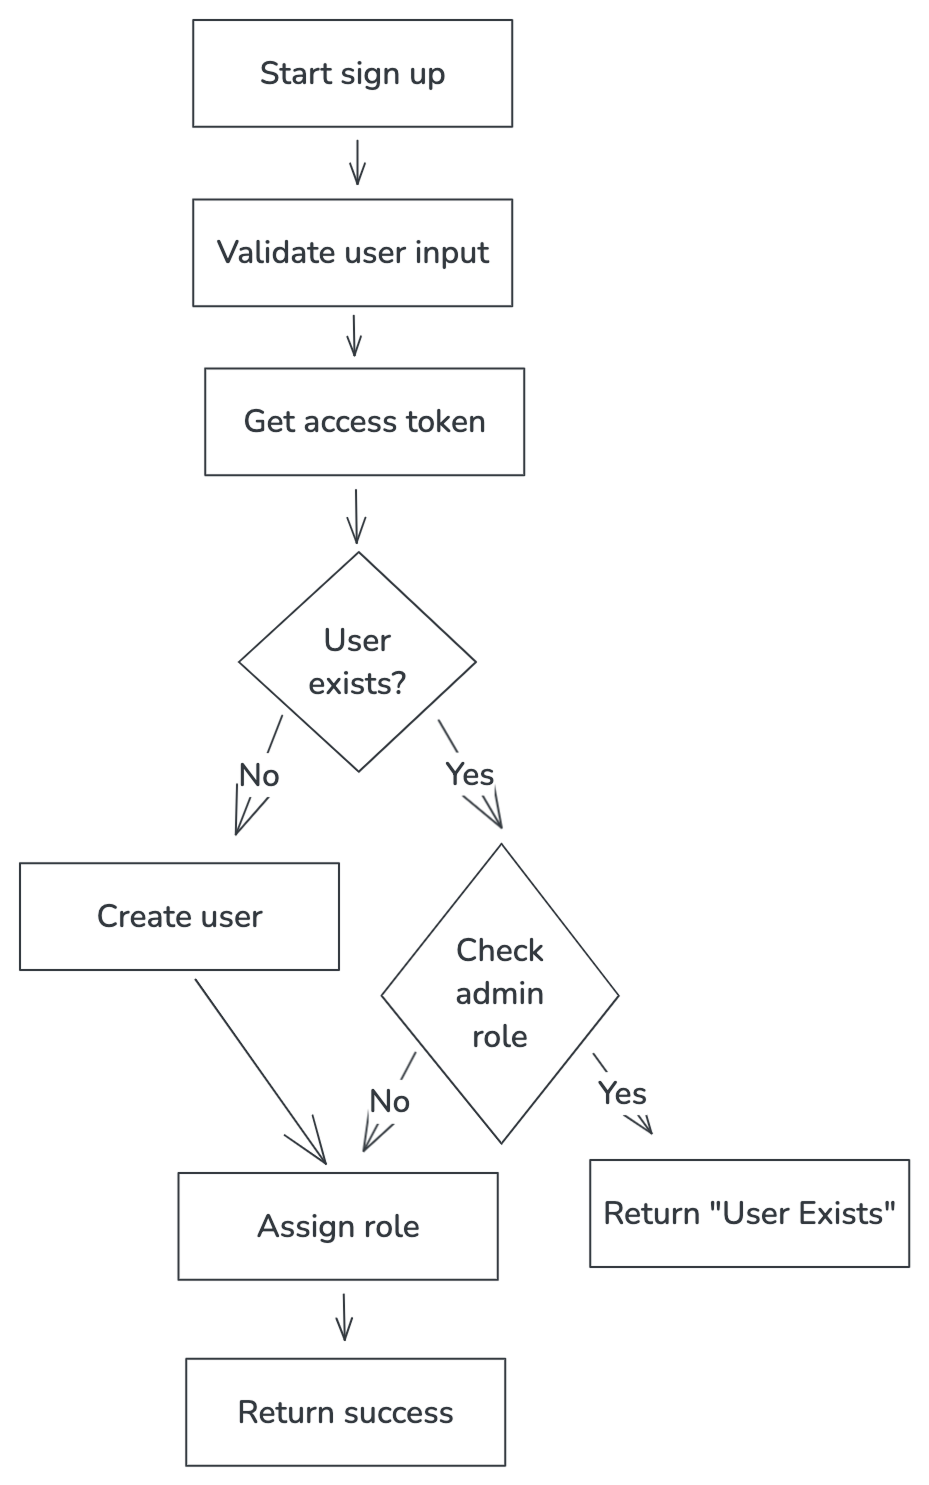 Start sign up
Validate user input
Get access token
User
exists?
No
Yes
Create user
Check
admin
role
No
Yes
Assign role
Return "User Exists"
Return success